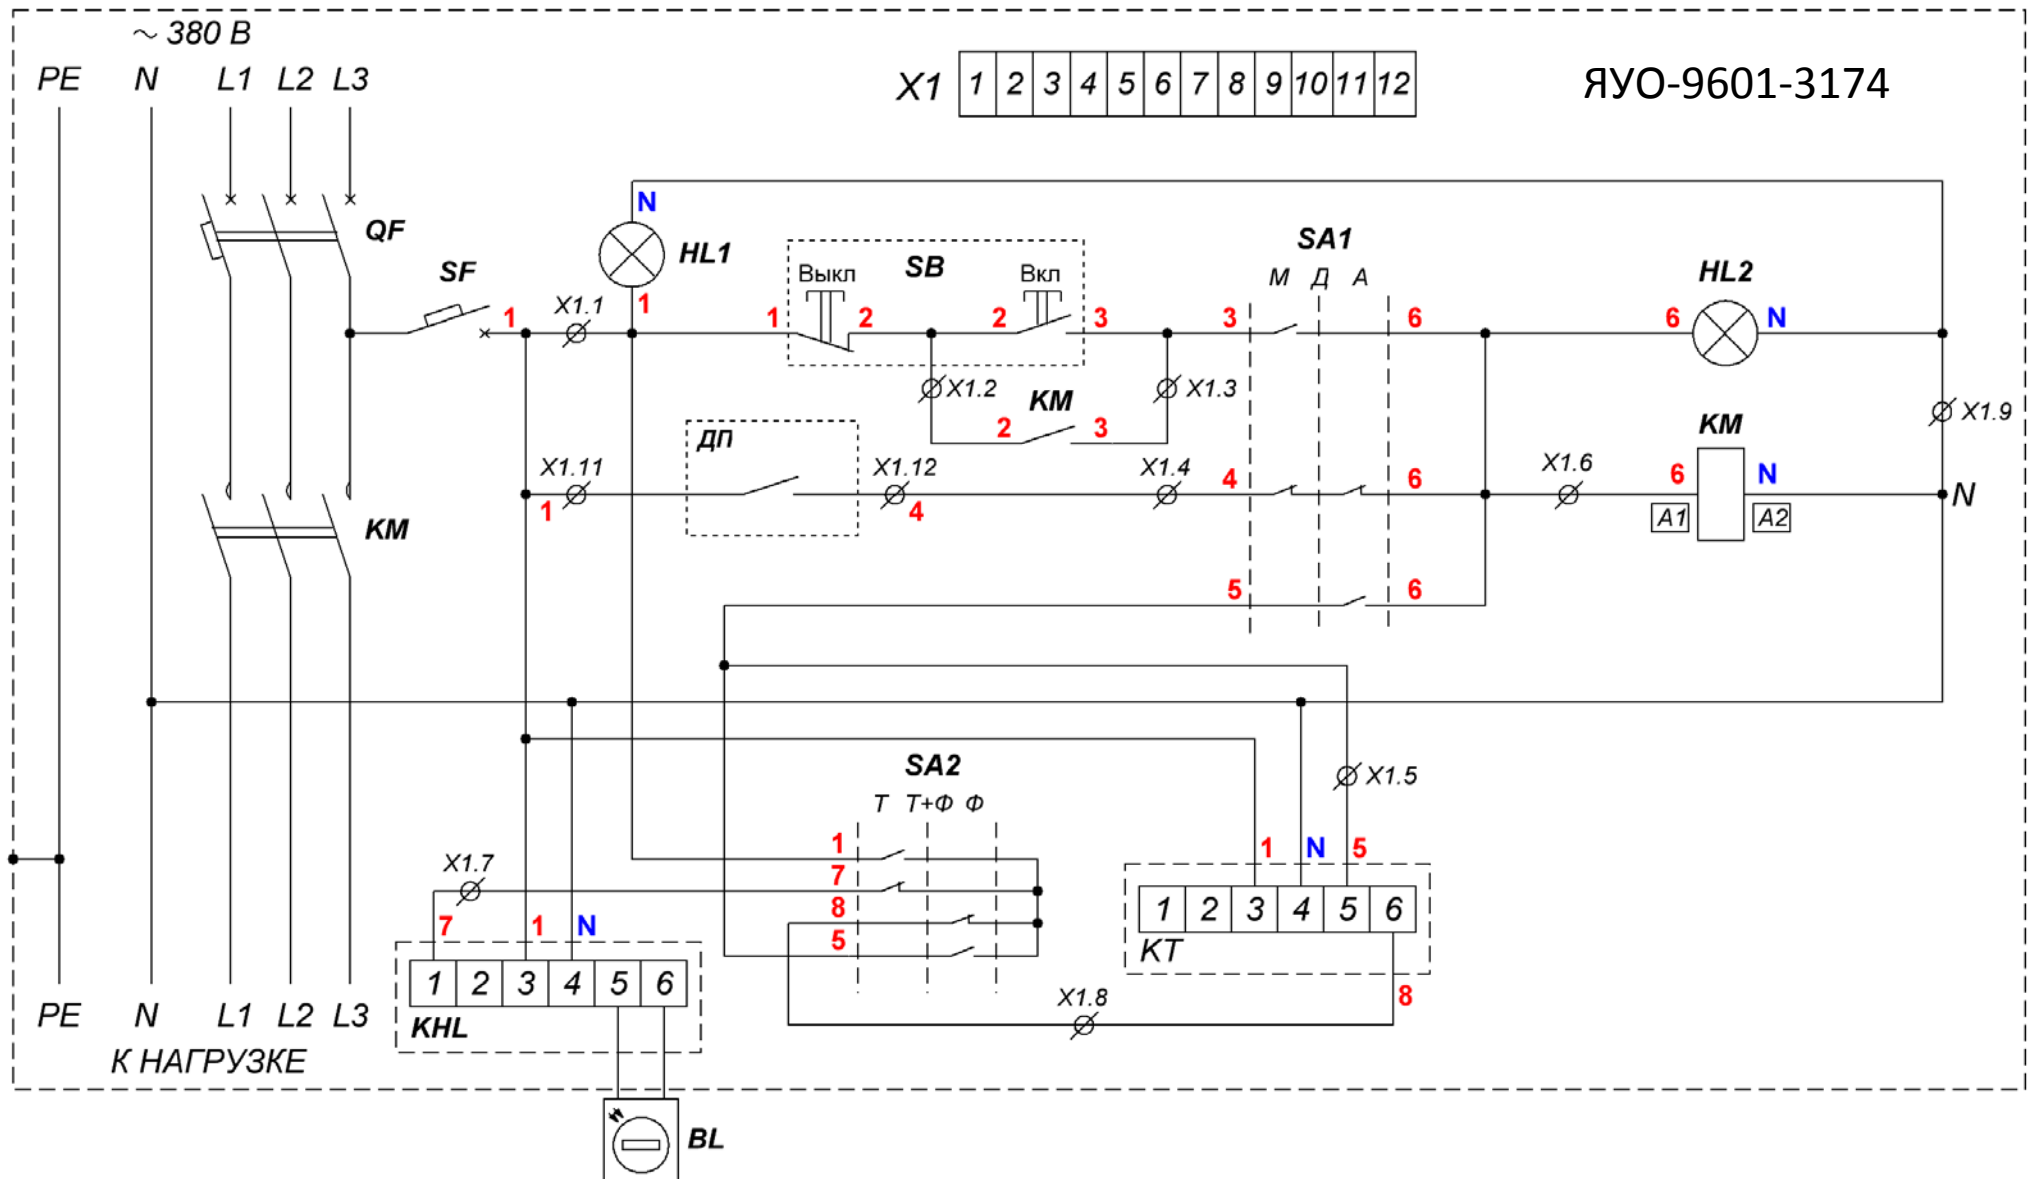 ~ 380 В
PE N L1 L2 L3
X1 1 2 3 4 5 6 7 8 9 10 11 12
ЯУО-9601-3174
N
QF
HL1
SB
SA1
HL2
SF
Выкл
Вкл
М Д А
X1.1
1
1
1
2
2
3
3
6
6
N
X1.2
KM
X1.3
X1.9
2
3
KM
ДП
X1.11
X1.12
X1.4
X1.6
1
4
4
6
6
N
N
A1
A2
KM
5
6
SA2
X1.5
Т Т+Ф Ф
1
7
8
5
X1.7
7
1
N
1
N
5
1 2 3 4 5 6
KT
8
1 2 3 4 5 6
KHL
X1.8
PE N L1 L2 L3
К НАГРУЗКЕ
BL